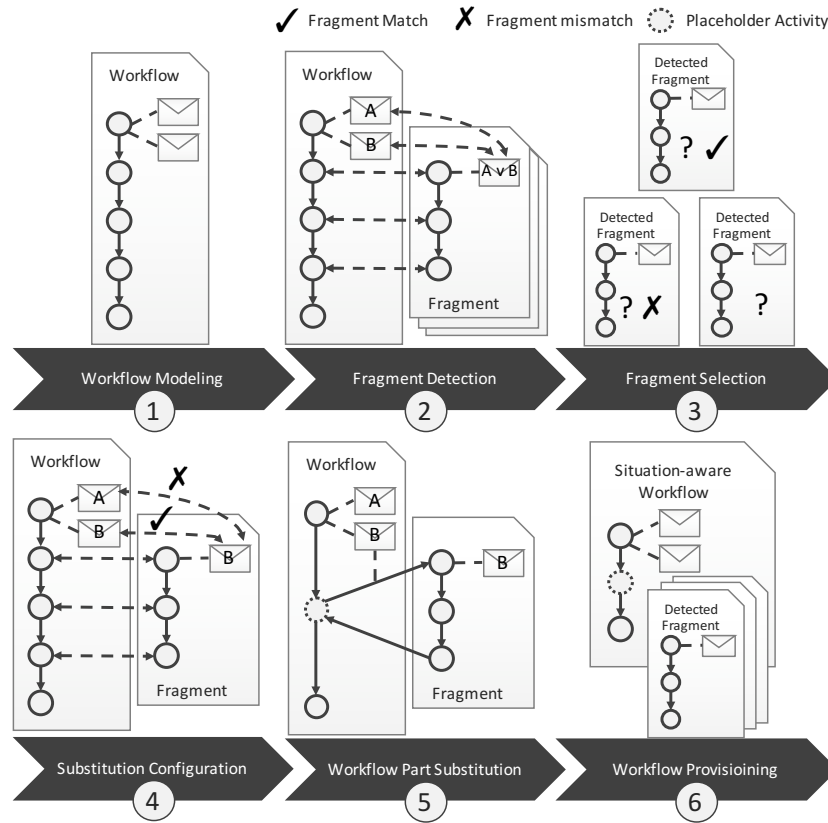 ✓ Fragment Match ✗ Fragment mismatch Placeholder Activity
Workflow
Workflow
A
B
A v B
Fragment
Detected
Fragment
? ✓
Detected
Fragment
? ✗
Detected
Fragment
?
Workflow Modeling
Fragment Detection
Fragment Selection
1
2
3
Workflow
A
B
✗
✓
B
Fragment
Workflow
A
B
B
Fragment
Situation-aware
Workflow
Detected
Fragment
Substitution Configuration
Workflow Part Substitution
Workflow Provisioining
4
5
6